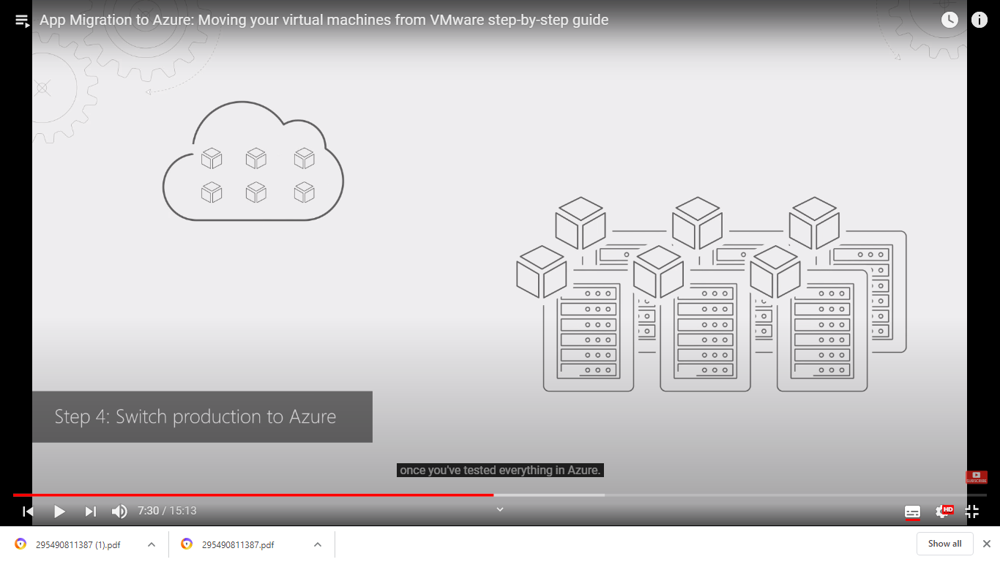 App Migration to Azure: Moving your virtual machines from VMware step-by-step guide
Step 4: Switch production to Azure
once you've tested everything in Azure.
SUBSCRIBE
7:30 / 15:13
HD
295490811387 (1).pdf
295490811387.pdf
Show all